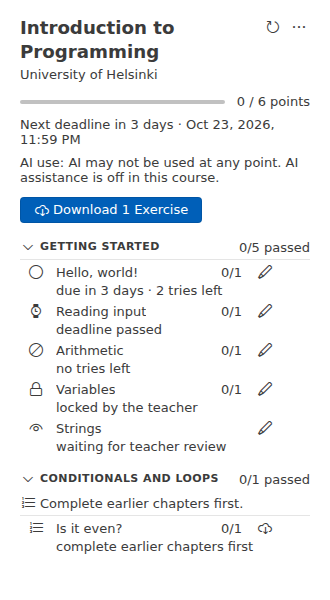 Introduction to
Programming
University of Helsinki
0 / 6 points
Next deadline in 3 days · Oct 23, 2026,
11:59 PM
AI use: AI may not be used at any point. AI
assistance is off in this course.
Download 1 Exercise
GETTING STARTED 0/5 passed
Hello, world! 0/1
due in 3 days · 2 tries left
Reading input 0/1
deadline passed
Arithmetic 0/1
no tries left
Variables 0/1
locked by the teacher
Strings
waiting for teacher review
CONDITIONALS AND LOOPS 0/1 passed
Complete earlier chapters first.
Is it even? 0/1
complete earlier chapters first